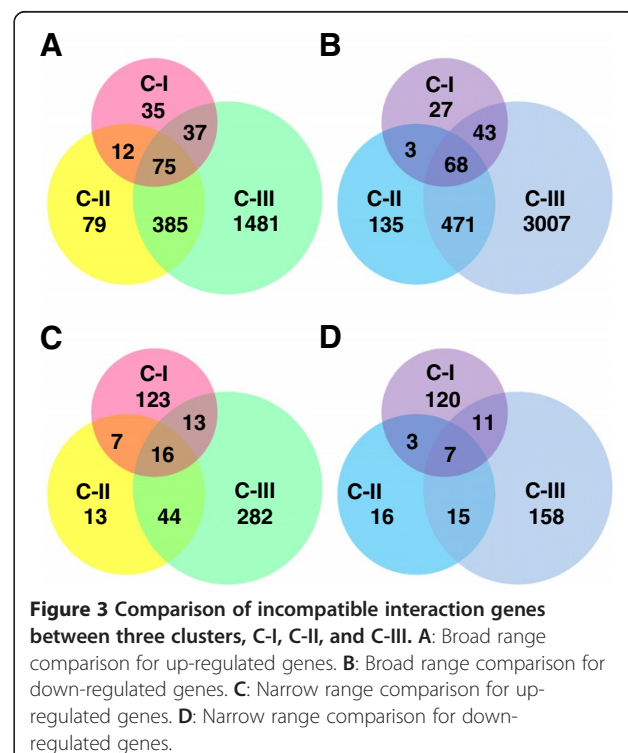 A
C-I
35
12
37
75
C-II
79
385
C-III
1481
B
C-I
27
3
43
68
C-II
135
471
C-III
3007
C
C-I
123
7
13
16
C-II
13
44
C-III
282
D
C-I
120
3
11
7
C-II
16
15
C-III
158
Figure 3 Comparison of incompatible interaction genes
between three clusters, C-I, C-II, and C-III. A: Broad range
comparison for up-regulated genes. B: Broad range comparison for
down-regulated genes. C: Narrow range comparison for up-
regulated genes. D: Narrow range comparison for down-
regulated genes.